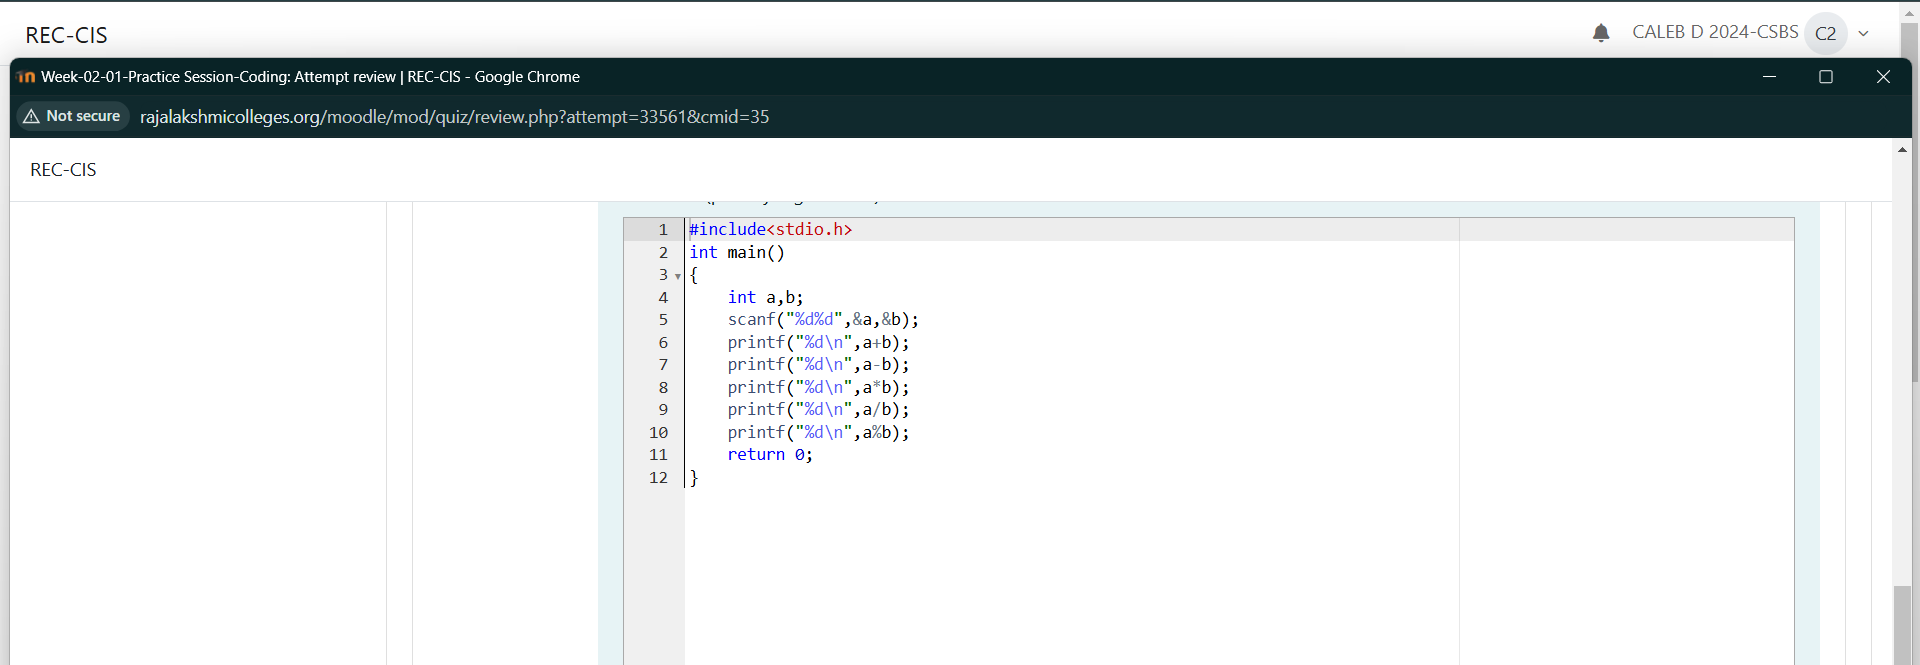 REC-CIS
CALEB D 2024-CSBS C2
Week-02-01-Practice Session-Coding: Attempt review | REC-CIS - Google Chrome
Not secure rajalakshmicolleges.org/moodle/mod/quiz/review.php?attempt=33561&cmid=35
REC-CIS
1 #include<stdio.h>
2 int main()
3 {
4 int a,b;
5 scanf("%d%d",&a,&b);
6 printf("%d\n",a+b);
7 printf("%d\n",a-b);
8 printf("%d\n",a*b);
9 printf("%d\n",a/b);
10 printf("%d\n",a%b);
11 return 0;
12 }